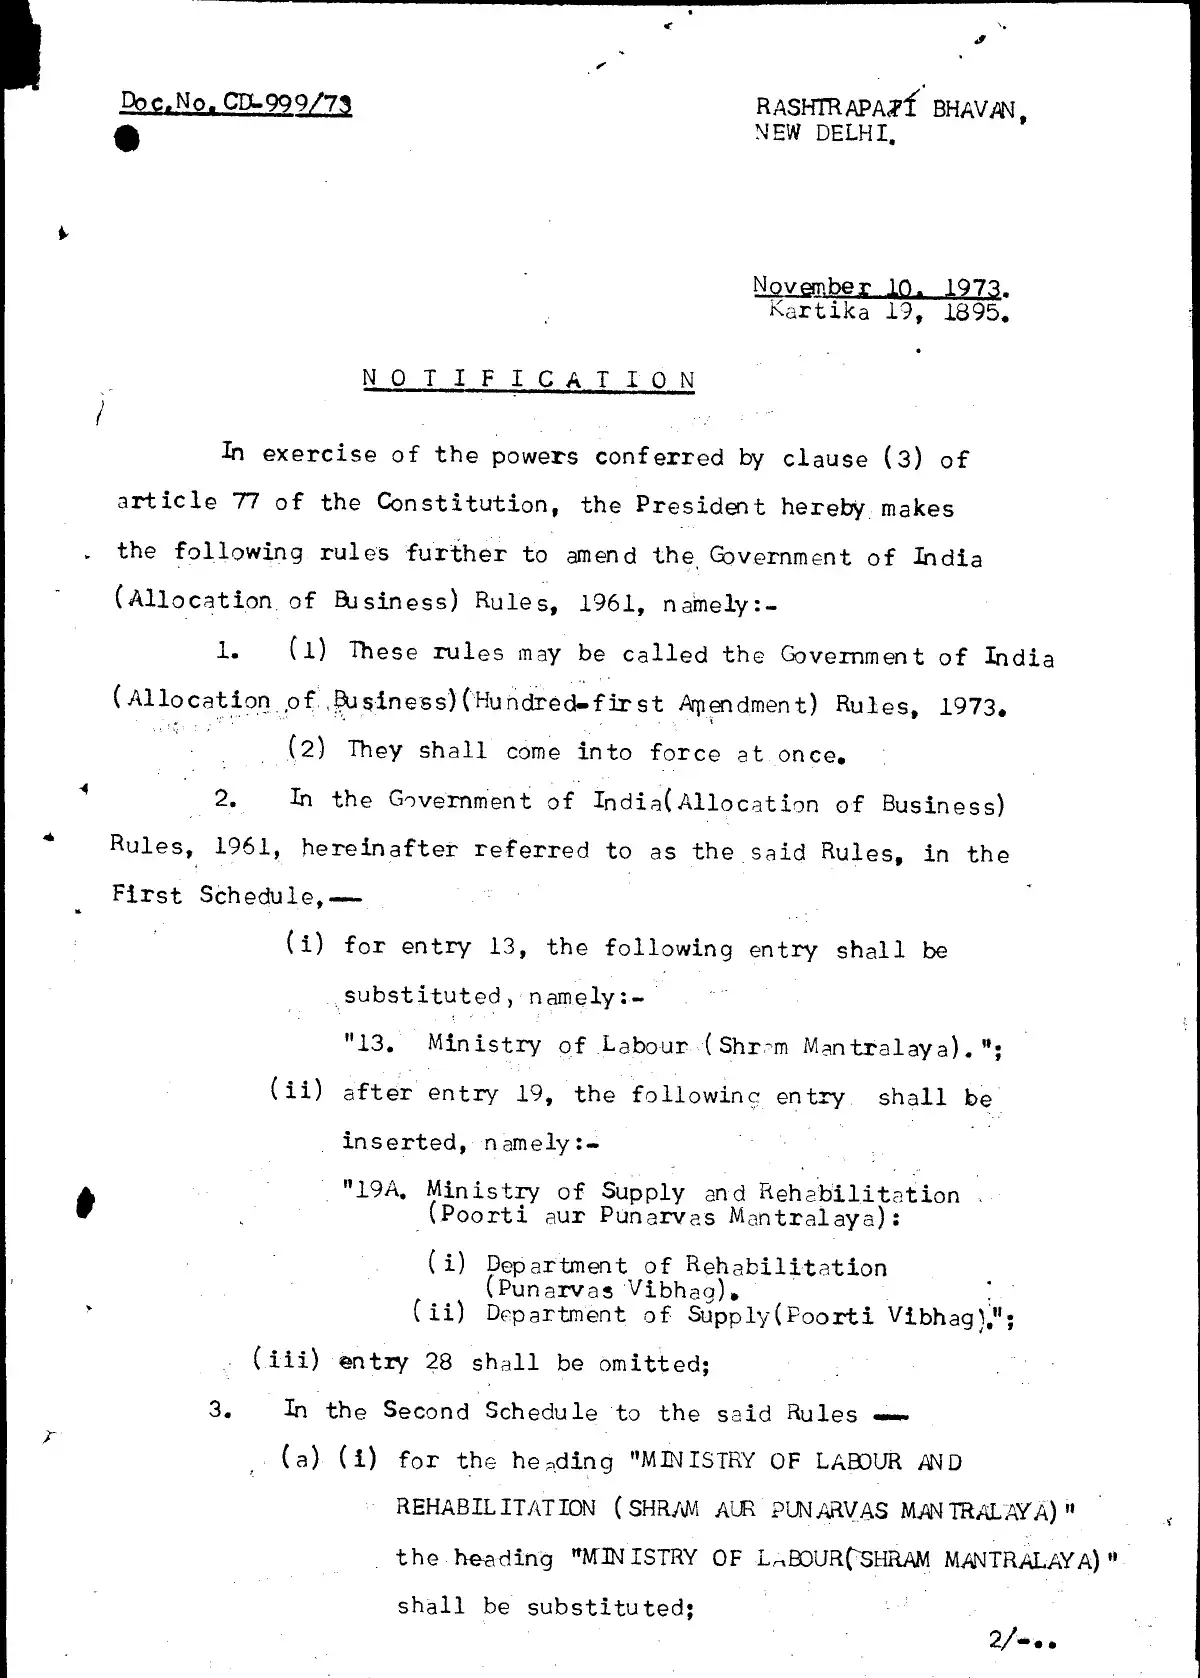 Doc.No. CD-999/73
RASHTRAPATI BHAVAN,
NEW DELHI.
November 10, 1973.
Kartika 19, 1895.
N O T I F I C A T I O N
In exercise of the powers conferred by clause (3) of
article 77 of the Constitution, the President hereby makes
the following rules further to amend the Government of India
(Allocation of Business) Rules, 1961, namely:-
1. (1) These rules may be called the Government of India
(Allocation of Business)(Hundred-first Amendment) Rules, 1973.
(2) They shall come into force at once.
2. In the Government of India(Allocation of Business)
Rules, 1961, hereinafter referred to as the said Rules, in the
First Schedule,—
(i) for entry 13, the following entry shall be
substituted, namely:-
"13. Ministry of Labour (Shram Mantralaya).";
(ii) after entry 19, the following entry shall be
inserted, namely:-
"19A. Ministry of Supply and Rehabilitation
(Poorti aur Punarvas Mantralaya):
(i) Department of Rehabilitation
(Punarvas Vibhag).
(ii) Department of Supply(Poorti Vibhag).";
(iii) entry 28 shall be omitted;
3. In the Second Schedule to the said Rules —
(a) (i) for the heading "MINISTRY OF LABOUR AND
REHABILITATION (SHRAM AUR PUNARVAS MANTRALAYA)"
the heading "MINISTRY OF LABOUR(SHRAM MANTRALAYA)"
shall be substituted;
2/-..